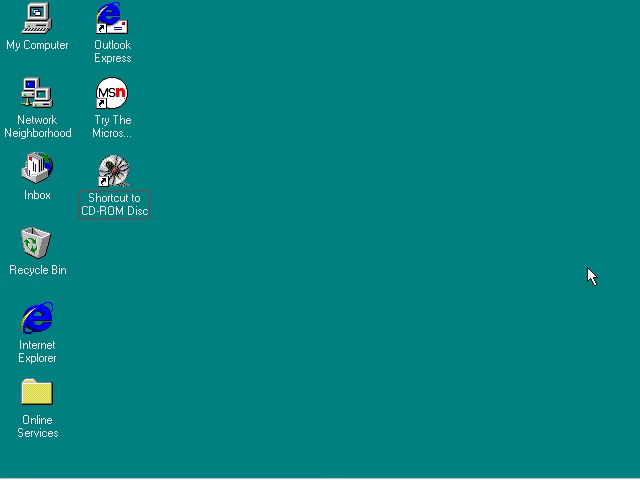 My Computer
Outlook
Express
Network
Neighborhood
MSn
Try The
Micros...
Inbox
Shortcut to
CD-ROM Disc
Recycle Bin
Internet
Explorer
Online
Services